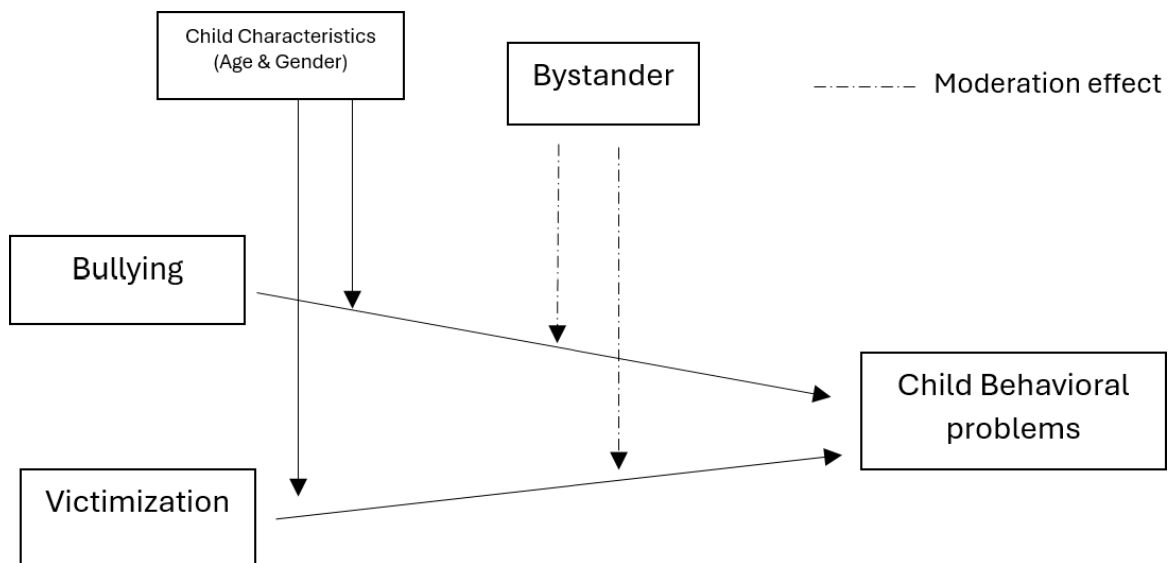 Child Characteristics
(Age & Gender)
Bystander
Moderation effect
Bullying
Child Behavioral
problems
Victimization